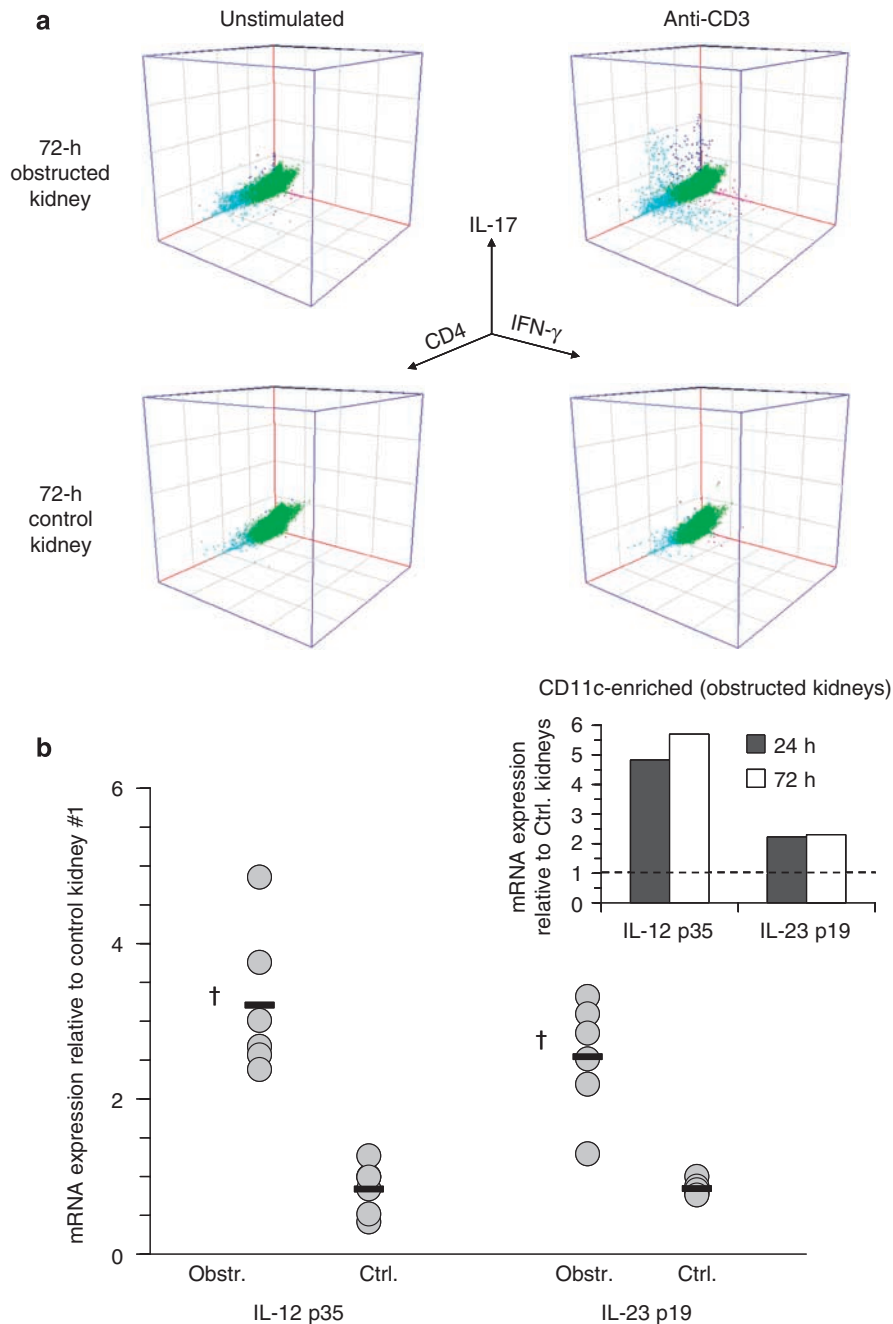 a
Unstimulated
Anti-CD3
72-h
obstructed
kidney
IL-17
CD4
IFN-γ
72-h
control
kidney
CD11c-enriched (obstructed kidneys)
b
mRNA expression relative to control kidney #1
6
4
2
0
mRNA expression
relative to Ctrl. kidneys
6
5
4
3
2
1
0
24 h
72 h
IL-12 p35
IL-23 p19
†
†
Obstr.
Ctrl.
Obstr.
Ctrl.
IL-12 p35
IL-23 p19